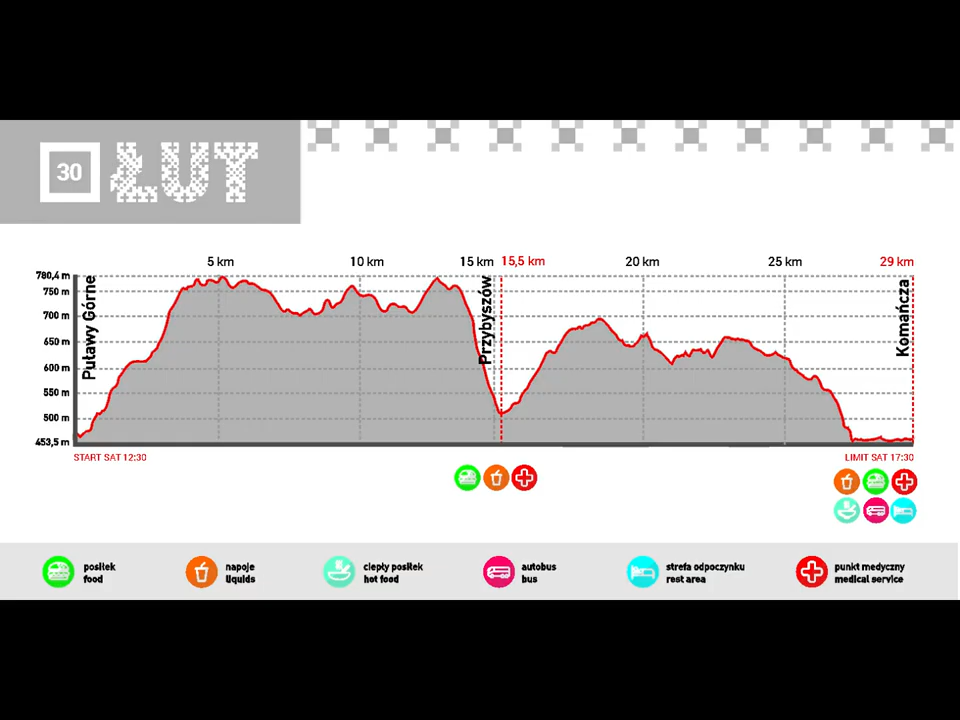 30 ŁUT
5 km 10 km 15 km 15,5 km 20 km 25 km 29 km
780,4 m
750 m
700 m
650 m
600 m
550 m
500 m
453,5 m
Puławy Górne
Przybyszów
Komańcza
START SAT 12:30
LIMIT SAT 17:30
posiłek
food
napoje
liquids
ciepły posiłek
hot food
autobus
bus
strefa odpoczynku
rest area
punkt medyczny
medical service